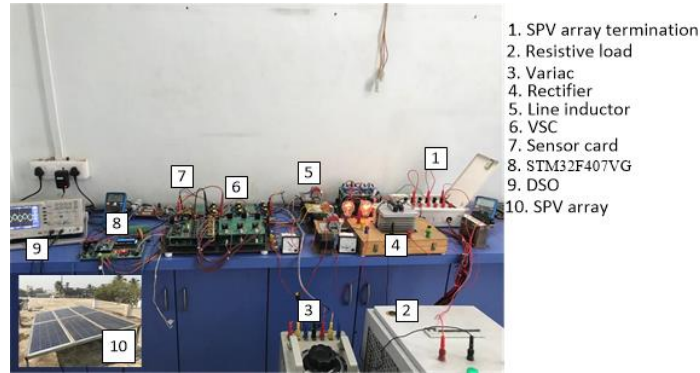 1. SPV array termination
2. Resistive load
3. Variac
4. Rectifier
5. Line inductor
6. VSC
7. Sensor card
8. STM32F407VG
9. DSO
10. SPV array
1
5
7
6
8
9
4
3
2
10